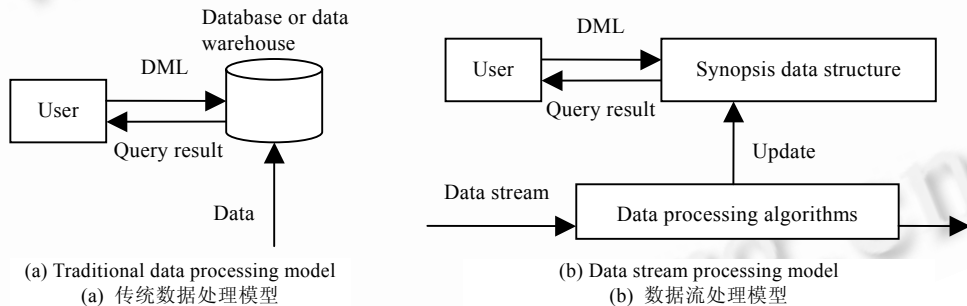 Database or data
warehouse
DML
User
Query result
Data
(a) Traditional data processing model
(a) 传统数据处理模型
DML
User
Synopsis data structure
Query result
Update
Data stream
Data processing algorithms
(b) Data stream processing model
(b) 数据流处理模型